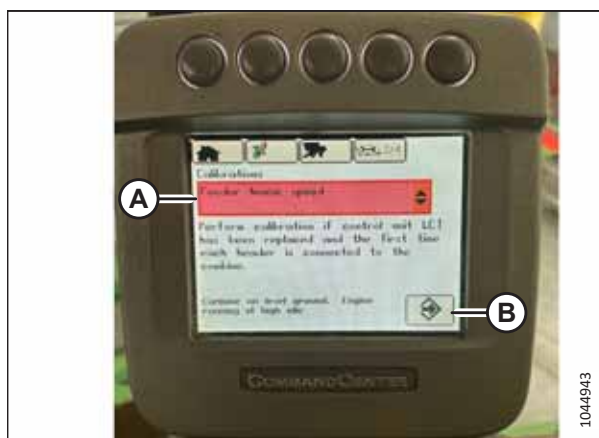 Calibrations
A
Feeder house speed
Perform calibration if control unit LC1
has been replaced and the first time
each header is connected to the
combine.
Combine on level ground. Engine
running at high idle
B
COMMANDCENTER
1044943